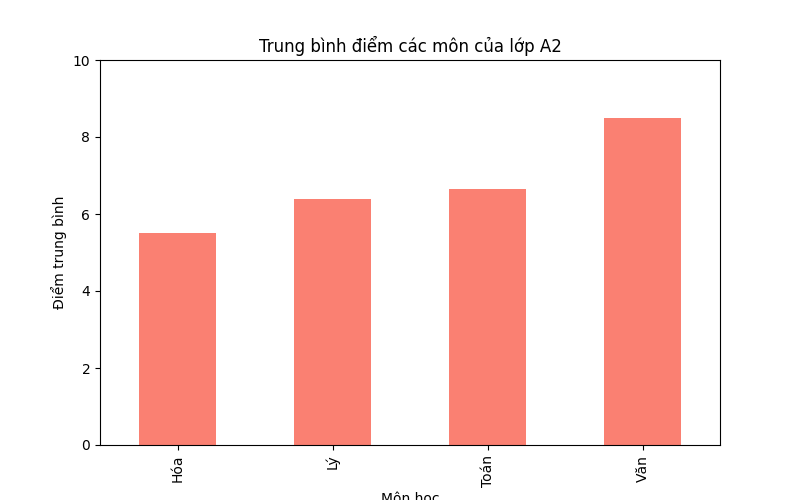 Trung bình điểm các môn của lớp A2
10
8
6
4
2
0
Điểm trung bình
Hóa
Lý
Toán
Văn
Môn học